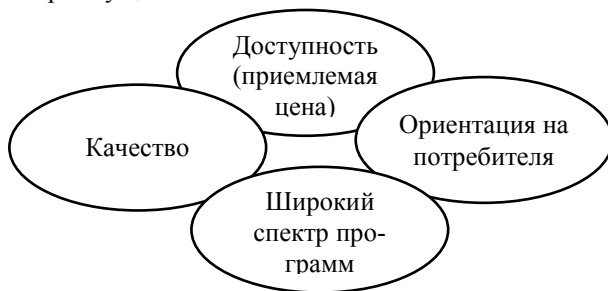 Доступность
(приемлемая
цена)
Качество
Ориентация на
потребителя
Широкий
спектр про-
грамм